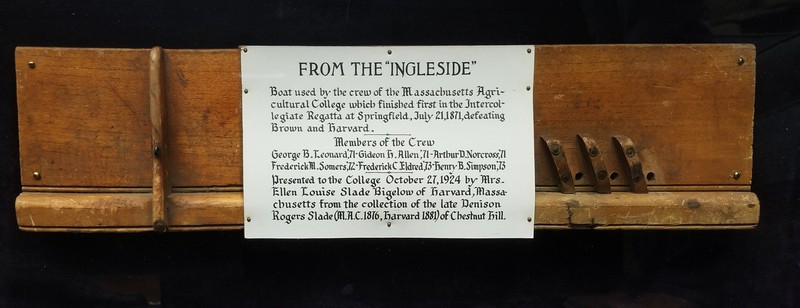 FROM THE "INGLESIDE"
Boat used by the crew of the Massachusetts Agri-
cultural College which finished first in the Intercol-
legiate Regatta at Springfield, July 21, 1871, defeating
Brown and Harvard.
Members of the Crew
George B. Leonard,'71-Gideon H. Allen,'71-Arthur D. Norcross,'71
Frederick M. Somers,'72-Frederick C. Eldred,'73-Henry B. Simpson,'73
Presented to the College October 27, 1924 by Mrs.
Ellen Louise Slade Bigelow of Harvard, Massa-
chusetts from the collection of the late Denison
Rogers Slade (M.A.C. 1876, Harvard 1881) of Chestnut Hill.